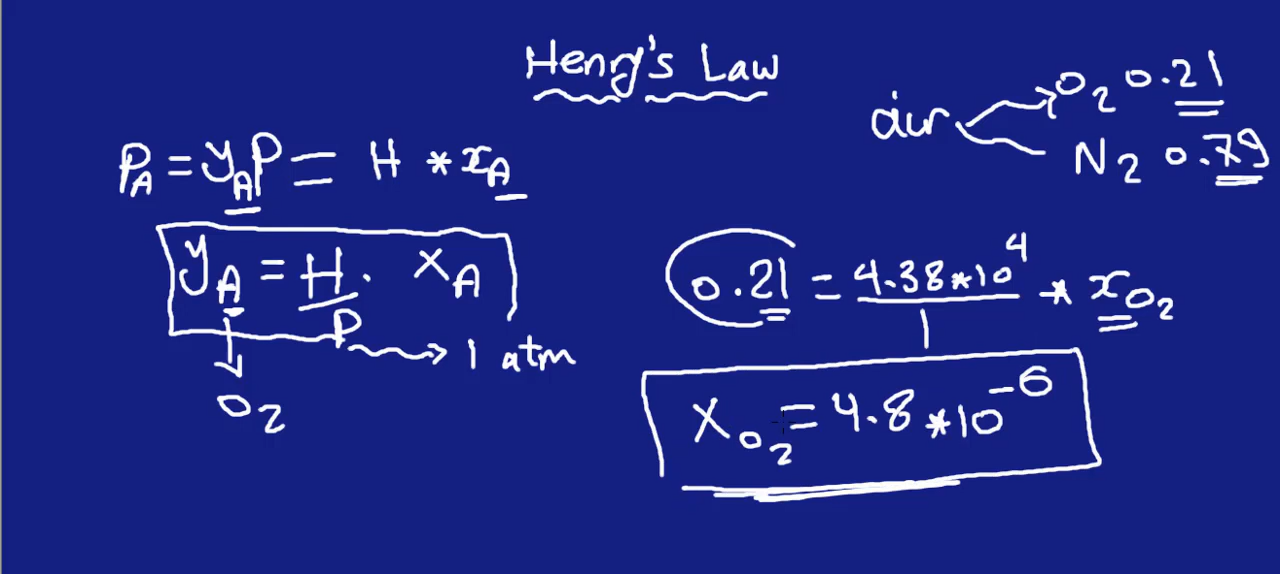 Henry's Law
air O2 0.21
N2 0.79
PA = yAP = H * xA
yA = H/P . xA
1 atm
O2
0.21 = 4.38*10^4/1 * xO2
xO2 = 4.8*10^-6